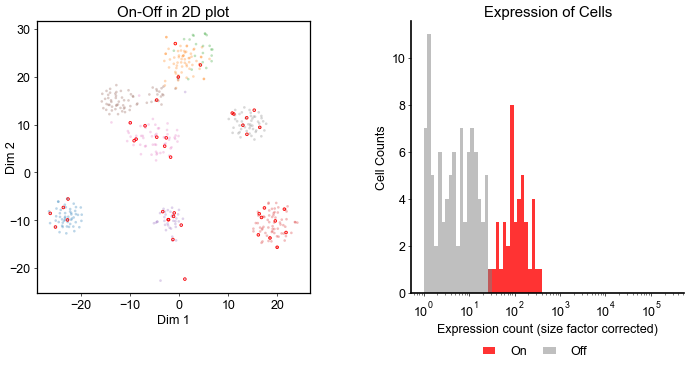 On-Off in 2D plot
30
20
10
0
−10
−20
Dim 2
−20 −10 0 10 20
Dim 1
Expression of Cells
10
8
6
4
2
0
Cell Counts
10⁰ 10¹ 10² 10³ 10⁴ 10⁵
Expression count (size factor corrected)
On Off